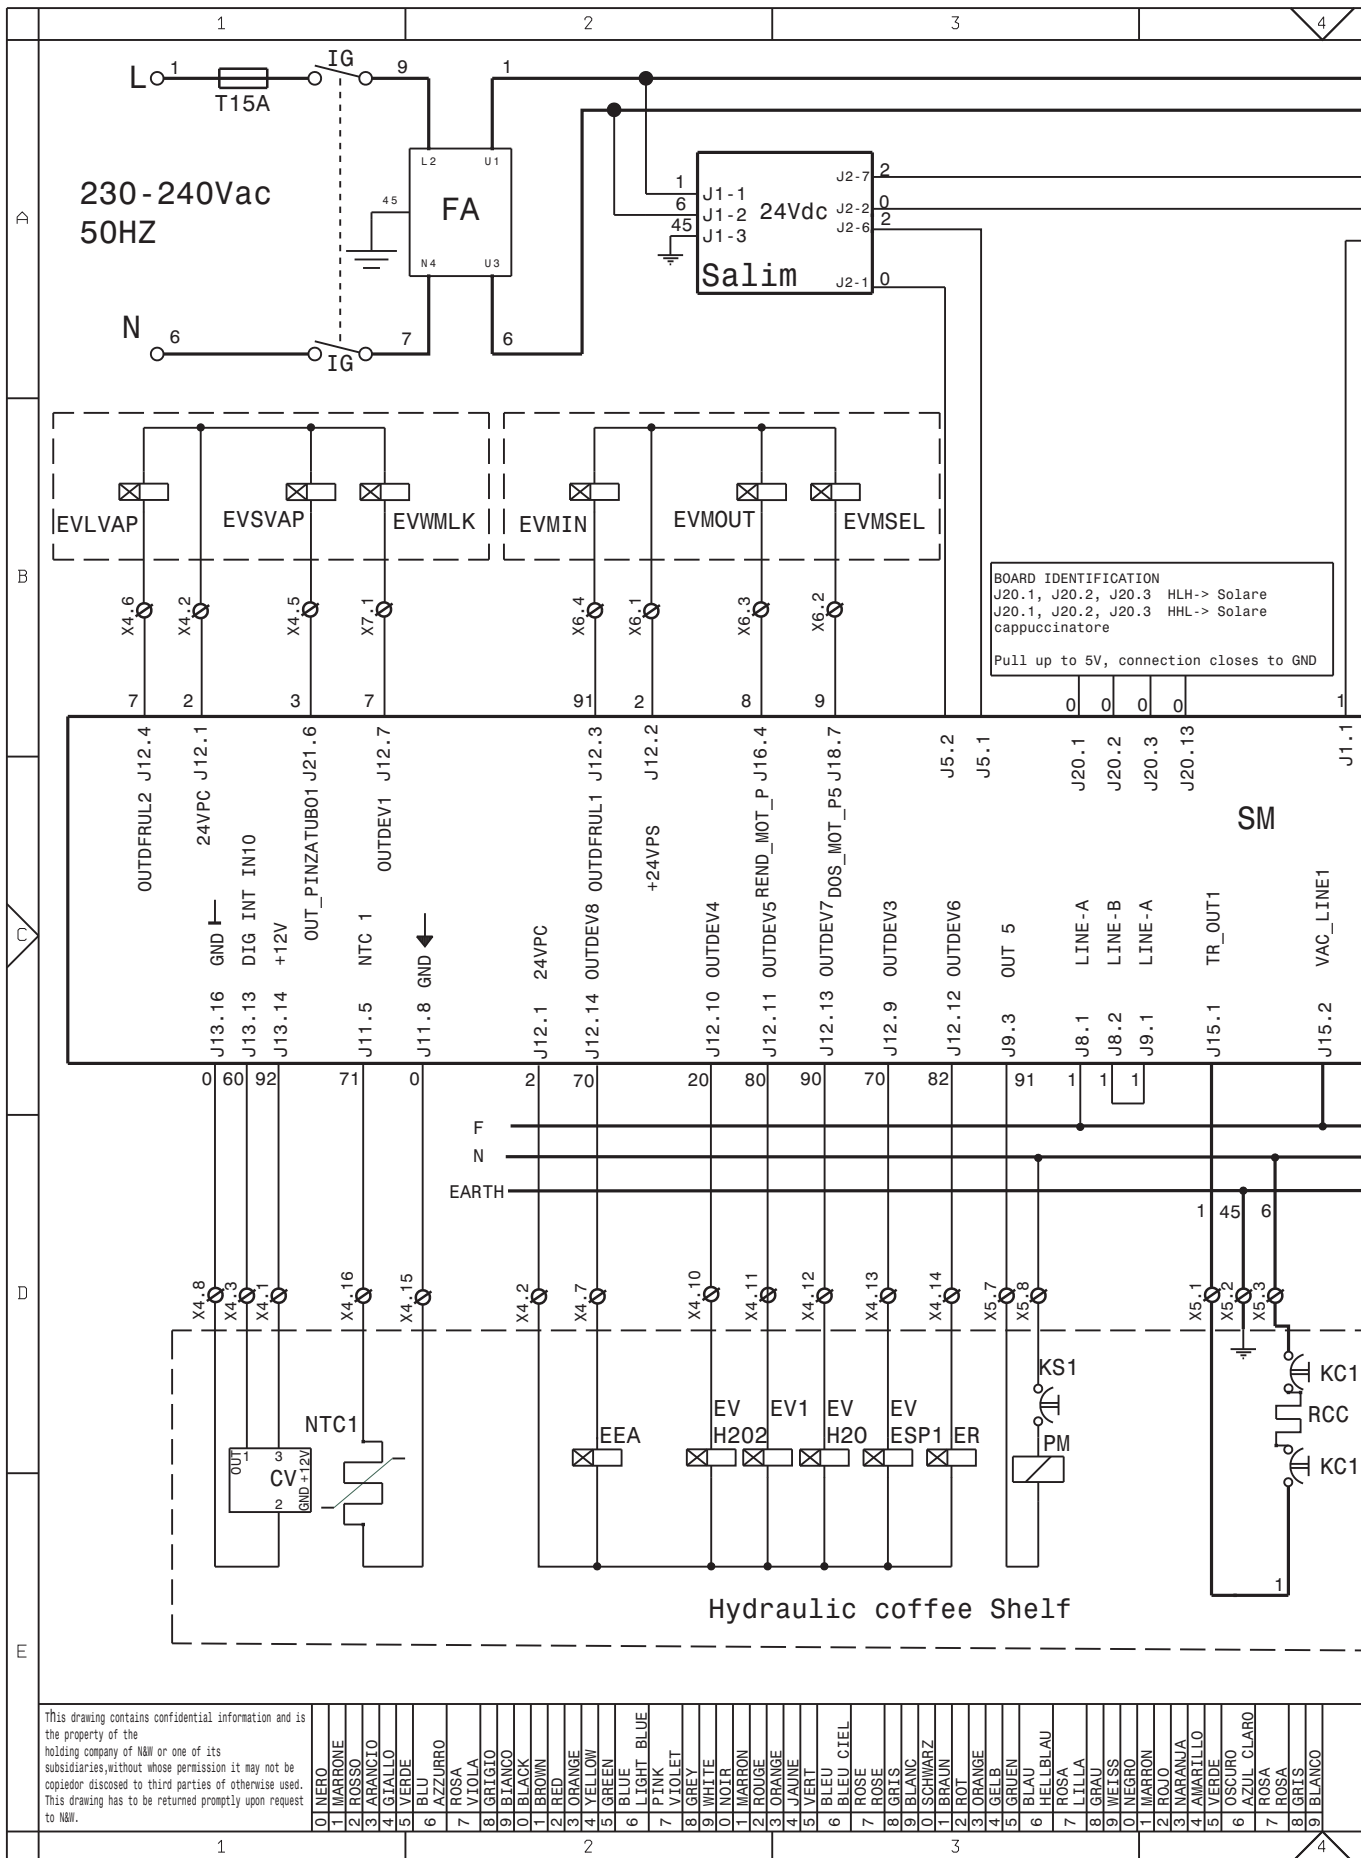 1 2 3 4
L 1 IG 9 1
T15A
L2 U1
230-240Vac
50HZ
45 FA
N4 U3
N 6 IG 7 6
1 J1-1 J2-7 2
6 J1-2 24Vdc J2-2 0
45 J1-3 J2-6 2
Salim J2-1 0
A
EVLVAP EVSVAP EVWMLK EVMIN EVMOUT EVMSEL
B
BOARD IDENTIFICATION
J20.1, J20.2, J20.3 HLH-> Solare
J20.1, J20.2, J20.3 HHL-> Solare
cappuccinatore
Pull up to 5V, connection closes to GND
X4.6 X4.2 X4.5 X7.1 X6.4 X6.1 X6.3 X6.2
7 2 3 7 91 2 8 9 0 0 0 0 1
OUTDFRUL2 J12.4
24VPC J12.1
OUT_PINZATUBO1 J21.6
OUTDEV1 J12.7
OUTDFRUL1 J12.3
+24VPS J12.2
REND_MOT_P J16.4
DOS_MOT_P5 J18.7
J5.2
J5.1
J20.1
J20.2
J20.3
J20.13
J1.1
SM
C
J13.16 GND
J13.13 DIG INT IN10
J13.14 +12V
J11.5 NTC 1
J11.8 GND
J12.1 24VPC
J12.14 OUTDEV8
J12.10 OUTDEV4
J12.11 OUTDEV5
J12.13 OUTDEV7
J12.9 OUTDEV3
J12.12 OUTDEV6
J9.3 OUT 5
J8.1 LINE-A
J8.2 LINE-B
J9.1 LINE-A
J15.1 TR_OUT1
J15.2 VAC_LINE1
0 60 92 71 0 2 70 20 80 90 70 82 91 1 1 1
F
N
EARTH
1 45 6
D
X4.8 X4.3 X4.1 X4.16 X4.15 X4.2 X4.7 X4.10 X4.11 X4.12 X4.13 X4.14 X5.7 X5.8 X5.1 X5.2 X5.3
KS1 KC1
NTC1 EEA EV H202 EV1 EV H20 EV ESP1 ER PM RCC
OUT 1 3 +12V
CV
2 GND
KC1
1
Hydraulic coffee Shelf
E
This drawing contains confidential information and is
the property of the
holding company of N&W or one of its
subsidiaries,without whose permission it may not be
copiedor discosed to third parties of otherwise used.
This drawing has to be returned promptly upon request
to N&W.
0 NERO
1 MARRONE
2 ROSSO
3 ARANCIO
4 GIALLO
5 VERDE
6 BLU
AZZURRO
7 ROSA
VIOLA
8 GRIGIO
9 BIANCO
0 BLACK
1 BROWN
2 RED
3 ORANGE
4 YELLOW
5 GREEN
6 BLUE
LIGHT BLUE
7 PINK
VIOLET
8 GREY
9 WHITE
0 NOIR
1 MARRON
2 ROUGE
3 ORANGE
4 JAUNE
5 VERT
6 BLEU
BLEU CIEL
7 ROSE
ROSE
8 GRIS
9 BLANC
0 SCHWARZ
1 BRAUN
2 ROT
3 ORANGE
4 GELB
5 GRUEN
6 BLAU
HELLBLAU
7 ROSA
LILLA
8 GRAU
9 WEISS
0 NEGRO
1 MARRON
2 ROJO
3 NARANJA
4 AMARILLO
5 VERDE
6 OSCURO
AZUL CLARO
7 ROSA
ROSA
8 GRIS
9 BLANCO
1 2 3 4